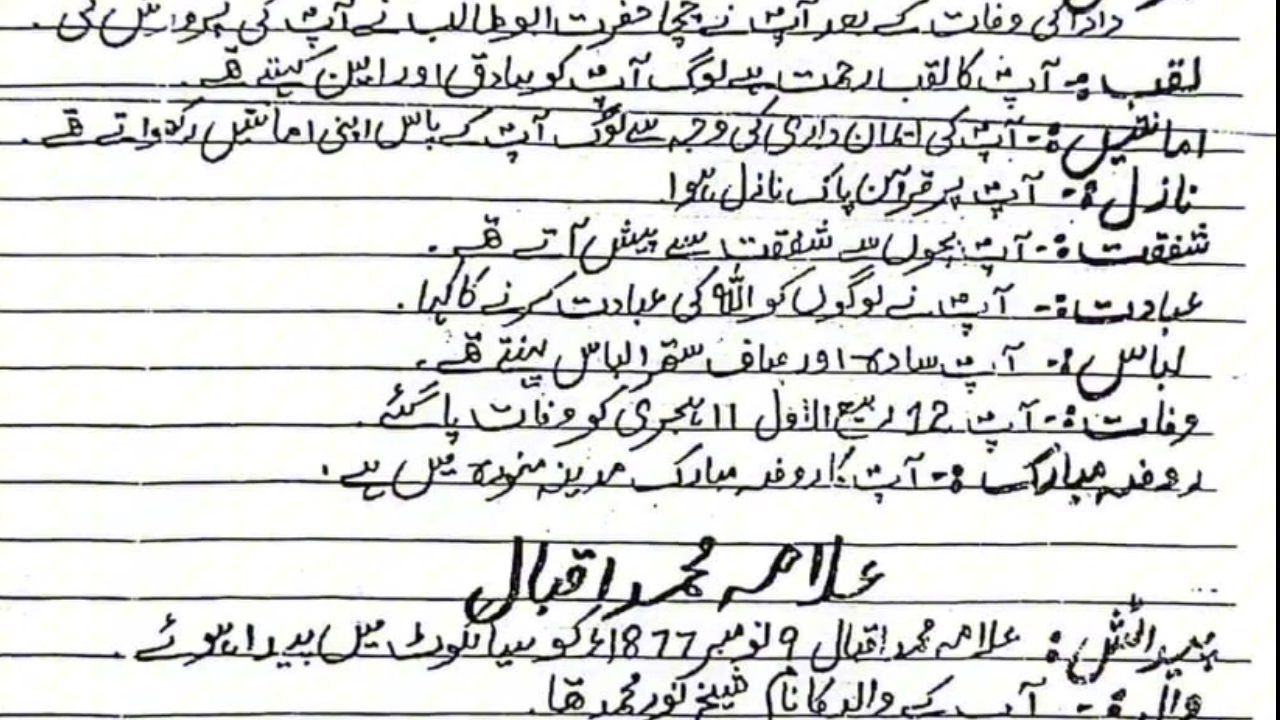 دادا کی وفات کے بعد آپؐ نے چچا حضرت ابو طالب نے آپؐ کی پرورش کی۔
لقب :- آپؐ کا لقب رحمت ہے لوگ آپؐ کو صادق اور امین کہتے تھے۔
امانتیں :- آپؐ کی ایمان داری کی وجہ سے لوگ آپؐ کے پاس اپنی امانتیں رکھواتے تھے۔
نازل :- آپؐ پر قرآن پاک نازل ہوا
شفقت :- آپؐ بچوں سے شفقت سے پیش آتے تھے۔
عبادت :- آپؐ نے لوگوں کو اللہ کی عبادت کرنے کا کہا۔
لباس :- آپؐ سادہ اور صاف ستھرا لباس پہنتے تھے۔
وفات :- آپؐ 12 ربیع الاول 11 ہجری کو وفات پا گئے۔
روضہ مبارک :- آپؐ کا روضہ مبارک مدینہ منورہ میں ہے۔
علامہ محمد اقبال
پیدائش : علامہ محمد اقبال 9 نومبر 1877ء کو سیالکوٹ میں پیدا ہوئے۔
والد :- آپ کے والد کا نام شیخ نور محمد تھا۔